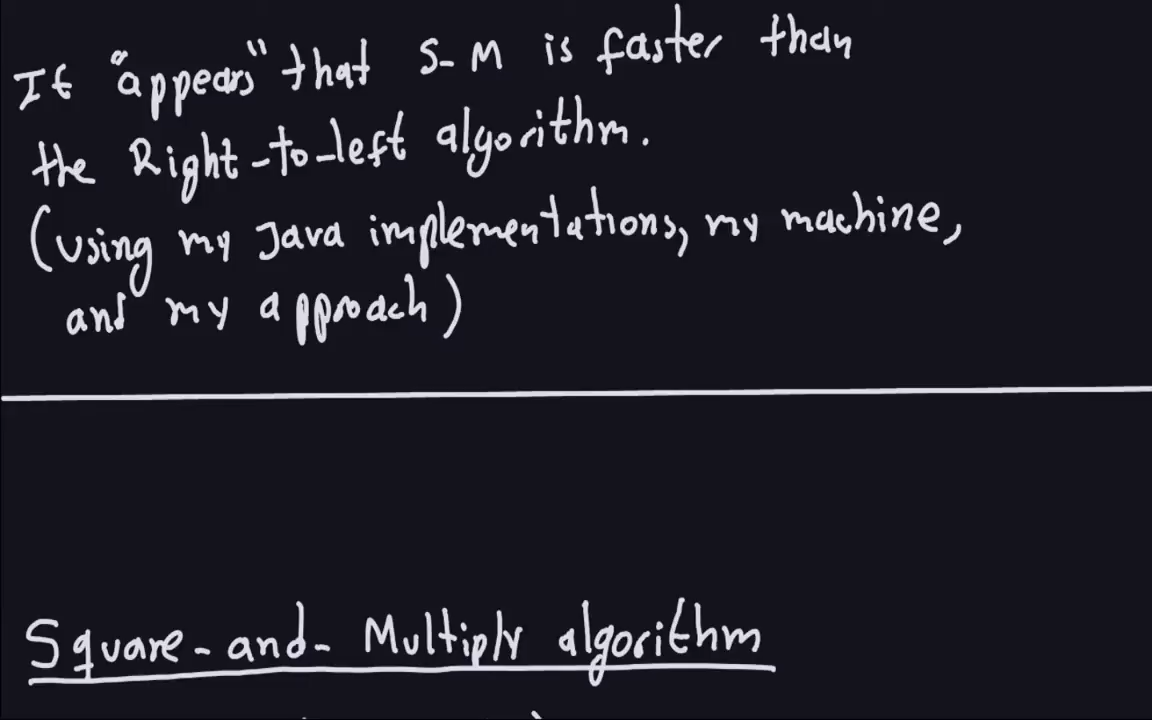 It "appears" that S-M is faster than
the Right-to-left algorithm.
(using my Java implementations, my machine,
and my approach)
Square-and-Multiply algorithm